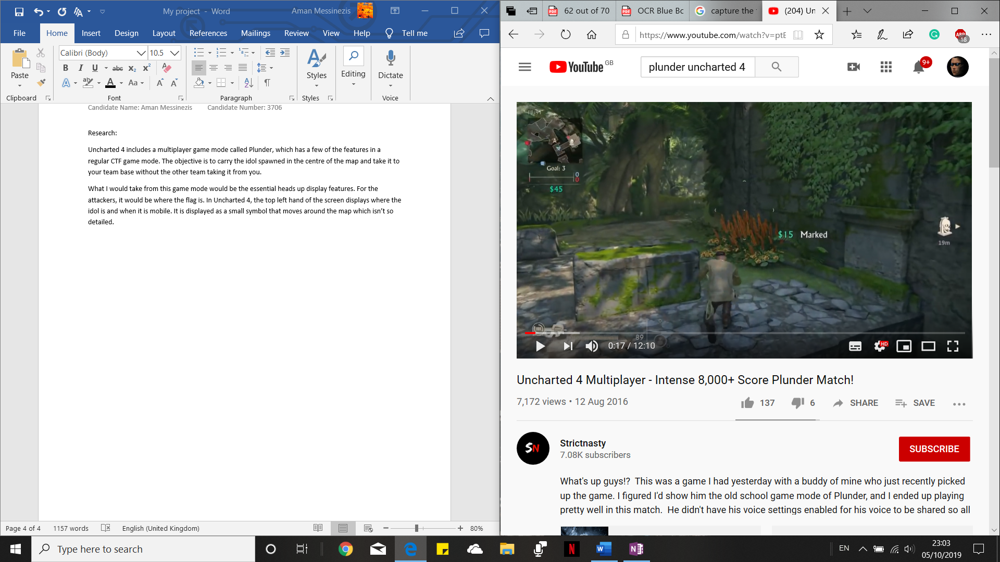 My project - Word
Aman Messinezis
File Home Insert Design Layout References Mailings Review View Help Tell me
Calibri (Body) 10.5
Paste
B I U abc X₂ X²
A aby A Aa A A
Styles
Editing
Dictate
Clipboard Font Paragraph Styles Voice
Candidate Name: Aman Messinezis Candidate Number: 3706
Research:
Uncharted 4 includes a multiplayer game mode called Plunder, which has a few of the features in a
regular CTF game mode. The objective is to carry the idol spawned in the centre of the map and take it to
your team base without the other team taking it from you.
What I would take from this game mode would be the essential heads up display features. For the
attackers, it would be where the flag is. In Uncharted 4, the top left hand of the screen displays where the
idol is and when it is mobile. It is displayed as a small symbol that moves around the map which isn't so
detailed.
Page 4 of 4 1157 words English (United Kingdom) 80%
62 out of 70 OCR Blue Bo capture the (204) Un
https://www.youtube.com/watch?v=ptE
ABP
18
YouTube GB
plunder uncharted 4
9+
11:41
A
Goal: 3
0
0
$45
$15 Marked
19m
89
0:17 / 12:10
HD
Uncharted 4 Multiplayer - Intense 8,000+ Score Plunder Match!
7,172 views • 12 Aug 2016
137 6 SHARE SAVE
SN
Strictnasty
7.08K subscribers
SUBSCRIBE
What's up guys!? This was a game I had yesterday with a buddy of mine who just recently picked
up the game. I figured I'd show him the old school game mode of Plunder, and I ended up playing
pretty well in this match. He didn't have his voice settings enabled for his voice to be shared so all
Type here to search
EN
23:03
05/10/2019